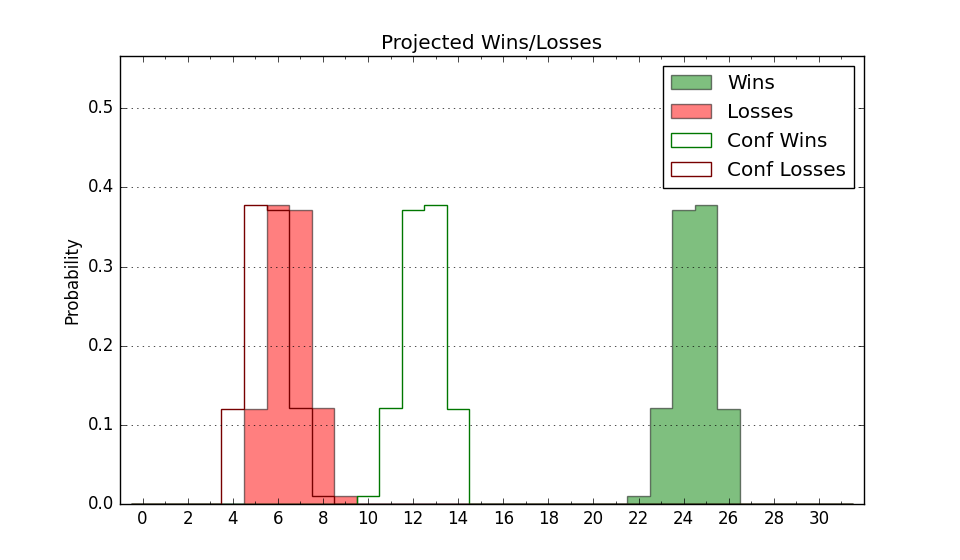 Projected Wins/Losses
Wins
Losses
Conf Wins
Conf Losses
Probability
0.5
0.4
0.3
0.2
0.1
0.0
0 2 4 6 8 10 12 14 16 18 20 22 24 26 28 30